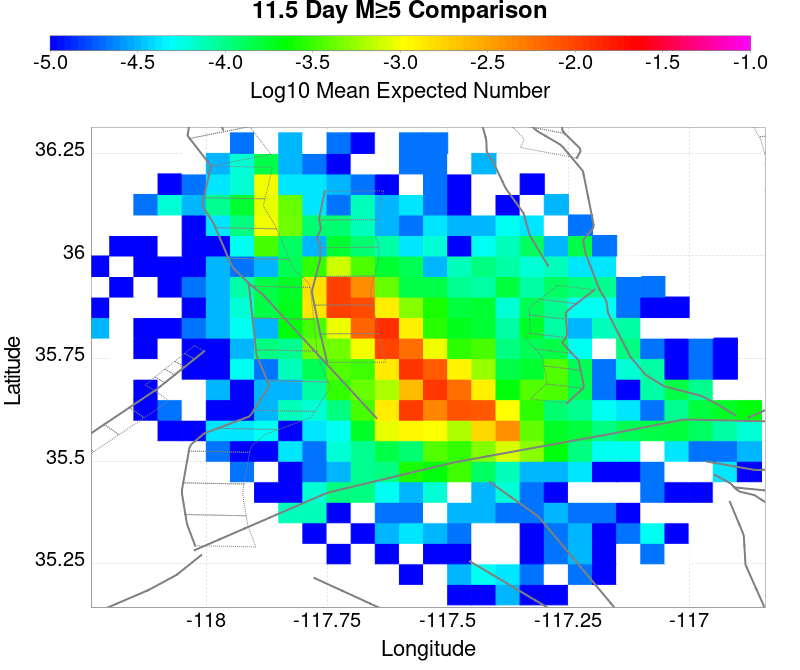 11.5 Day M≥5 Comparison
-5.0 -4.5 -4.0 -3.5 -3.0 -2.5 -2.0 -1.5 -1.0
Log10 Mean Expected Number
36.25
36
35.75
35.5
35.25
Latitude
-118 -117.75 -117.5 -117.25 -117
Longitude